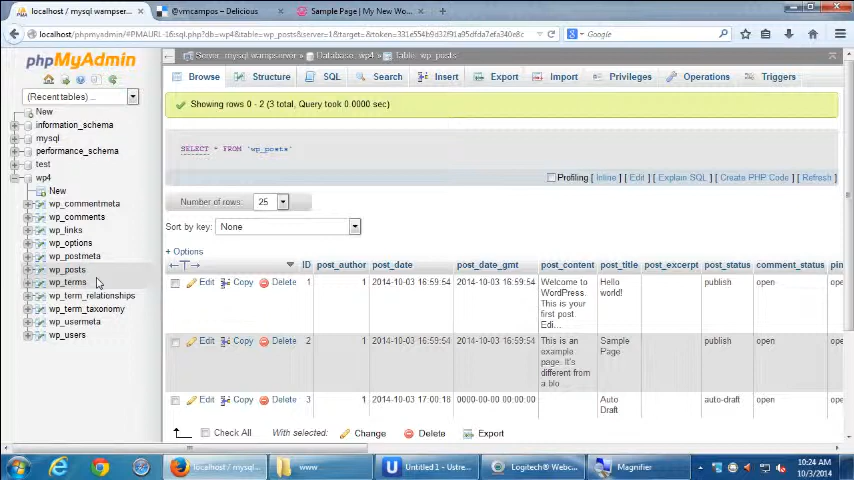 localhost / mysql wampser...
@vmcampos – Delicious
Sample Page | My New Wo...
localhost/phpmyadmin/#PMAURL-16:sql.php?db=wp4&table=wp_posts&server=1&target=&token=
Google
phpMyAdmin
Server: mysql wampserver » Database: wp4 » Table: wp_posts
Browse Structure SQL Search Insert Export Import Privileges Operations Triggers
(Recent tables) ...
New
information_schema
mysql
performance_schema
test
wp4
New
wp_commentmeta
wp_comments
wp_links
wp_options
wp_postmeta
wp_posts
wp_terms
wp_term_relationships
wp_term_taxonomy
wp_usermeta
wp_users
Showing rows 0 - 2 (3 total, Query took 0.0000 sec)
SELECT * FROM `wp_posts`
Profiling [ Inline ] [ Edit ] [ Explain SQL ] [ Create PHP Code ] [ Refresh ]
Number of rows: 25
Sort by key: None
+ Options
←T→ ID post_author post_date post_date_gmt post_content post_title post_excerpt post_status comment_status pin
Edit Copy Delete 1 1 2014-10-03 16:59:54 2014-10-03 16:59:54 Welcome to Hello publish open
WordPress. world!
This is your
first post.
Edi...
Edit Copy Delete 2 1 2014-10-03 16:59:54 2014-10-03 16:59:54 This is an Sample publish open
example Page
page. It's
different from
a blo...
Edit Copy Delete 3 1 2014-10-03 17:00:18 0000-00-00 00:00:00 Auto auto-draft open
Draft
Check All With selected: Change Delete Export
localhost / mysql ...
www
Untitled 1 - Ustre...
Logitech® Webc...
Magnifier
10:24 AM
10/3/2014